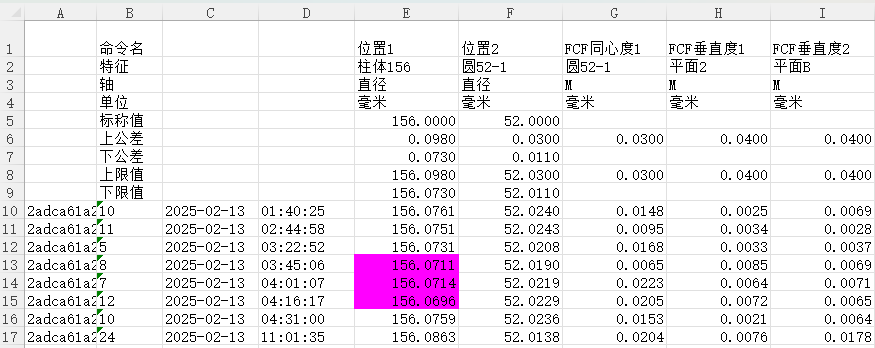 A B C D E F G H I
1 命令名 位置1 位置2 FCF同心度1 FCF垂直度1 FCF垂直度2
2 特征 柱体156 圆52-1 圆52-1 平面2 平面B
3 轴 直径 直径 M M M
4 单位 毫米 毫米 毫米 毫米 毫米
5 标称值 156.0000 52.0000
6 上公差 0.0980 0.0300 0.0300 0.0400 0.0400
7 下公差 0.0730 0.0110
8 上限值 156.0980 52.0300 0.0300 0.0400 0.0400
9 下限值 156.0730 52.0110
10 2adca61a2 10 2025-02-13 01:40:25 156.0761 52.0240 0.0148 0.0025 0.0069
11 2adca61a2 11 2025-02-13 02:44:58 156.0751 52.0243 0.0095 0.0034 0.0028
12 2adca61a2 5 2025-02-13 03:22:52 156.0731 52.0208 0.0168 0.0033 0.0037
13 2adca61a2 8 2025-02-13 03:45:06 156.0711 52.0190 0.0065 0.0085 0.0069
14 2adca61a2 7 2025-02-13 04:01:07 156.0714 52.0219 0.0223 0.0064 0.0071
15 2adca61a2 12 2025-02-13 04:16:17 156.0696 52.0229 0.0205 0.0072 0.0065
16 2adca61a2 10 2025-02-13 04:31:00 156.0759 52.0236 0.0153 0.0021 0.0064
17 2adca61a2 24 2025-02-13 11:01:35 156.0863 52.0138 0.0204 0.0076 0.0178